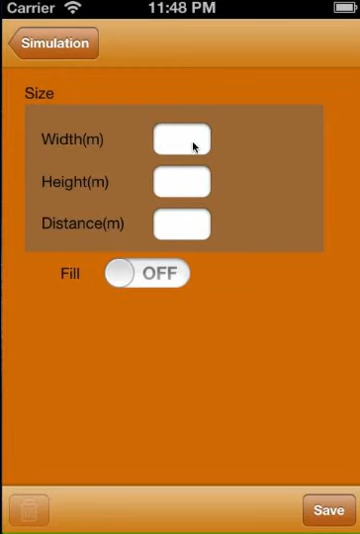 Carrier 11:48 PM
Simulation
Size
Width(m)
Height(m)
Distance(m)
Fill OFF
Save